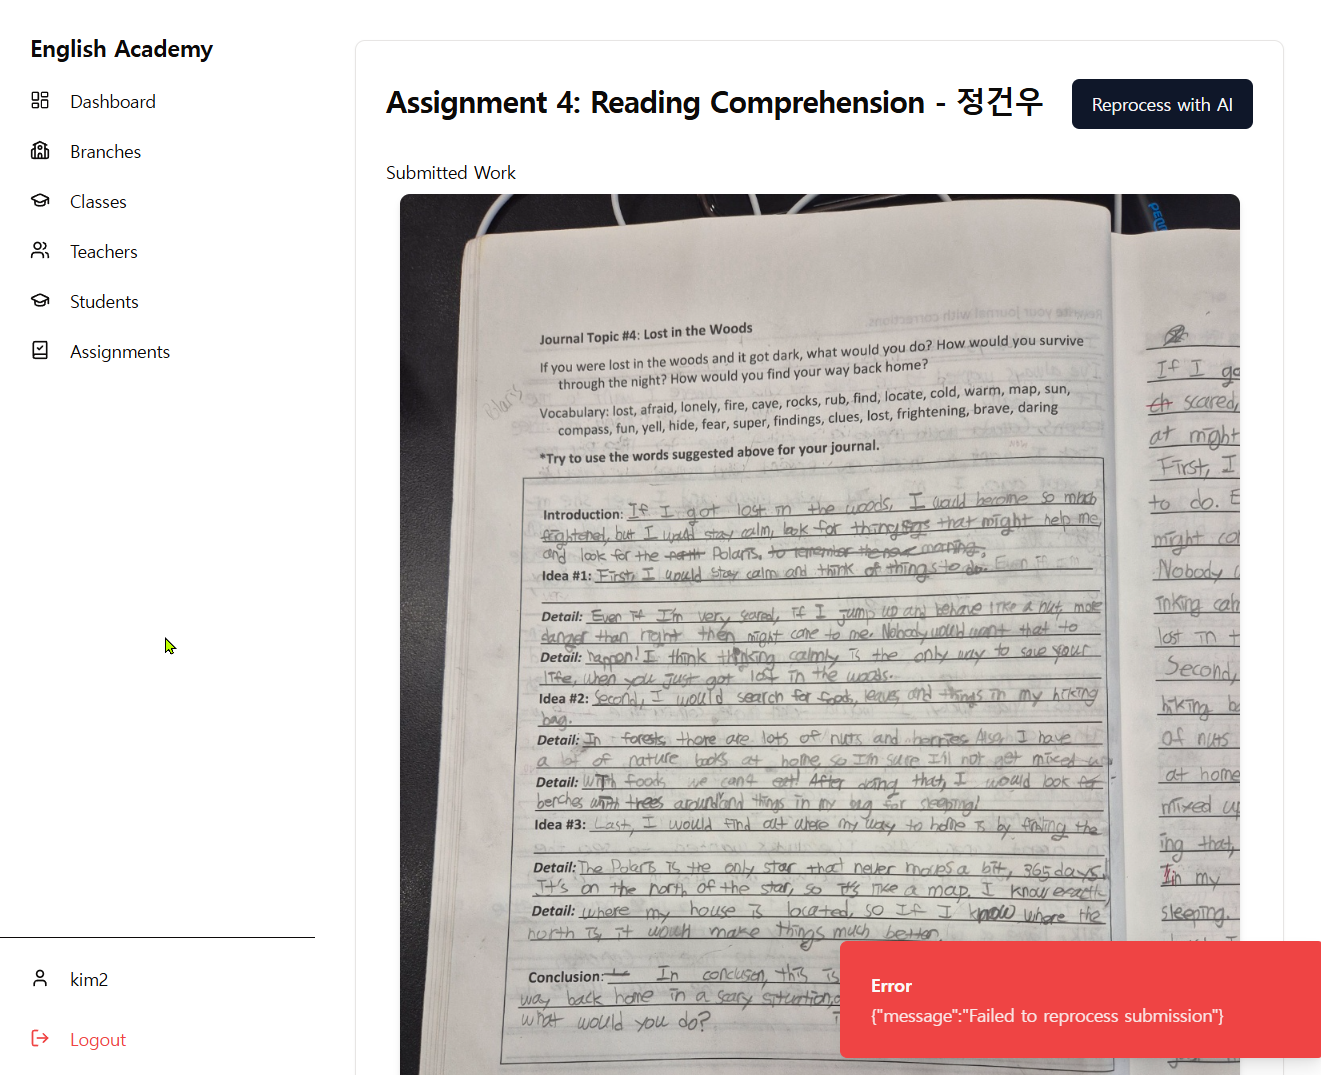 English Academy
Dashboard
Branches
Classes
Teachers
Students
Assignments
kim2
Logout
Assignment 4: Reading Comprehension - 정건우
Reprocess with AI
Submitted Work
Journal Topic #4: Lost in the Woods
If you were lost in the woods and it got dark, what would you do? How would you survive
through the night? How would you find your way back home?
Vocabulary: lost, afraid, lonely, fire, cave, rocks, rub, find, locate, cold, warm, map, sun,
compass, fun, yell, hide, fear, super, findings, clues, lost, frightening, brave, daring
*Try to use the words suggested above for your journal.
Introduction: If I got lost in the woods, I would become so much
frightened, but I would stay calm, look for things that might help me,
and look for the north Polaris. to remember the morning.
Idea #1: First, I would stay calm and think of things to do. Even if
Detail: Even if I'm very scared, if I jump up and behave like a nut, more
danger than right then might come to me. Nobody would want that to
Detail: happen! I think thinking calmly is the only way to save your
life, when you just got lost in the woods.
Idea #2: Second, I would search for foods, leaves and things in my hiking
bag.
Detail: In forests, there are lots of nuts and berries. Also, I have
a lot of nature books at home, so I'm sure I'll not get mixed up
Detail: With foods we can't eat! After doing that, I would look for
benches with trees around and things in my bag for sleeping!
Idea #3: Last, I would find out where my way to home is by finding the
Detail: The Polaris is the only star that never moves a bit, 365 days!
It's on the north of the star, so it's like a map. I know exactly
Detail: where my house is located, so If I know where the
north is, it would make things much better.
Conclusion: In conclusion, this is
way back home in a scary situation,
what would you do?
If I go
scared,
at might
First, I
to do. E
might co
Nobody
inking cal
lost in t
Second,
hiking b
of nuts
at home
mixed up
ing that,
In my
sleeping.
Error
{"message":"Failed to reprocess submission"}